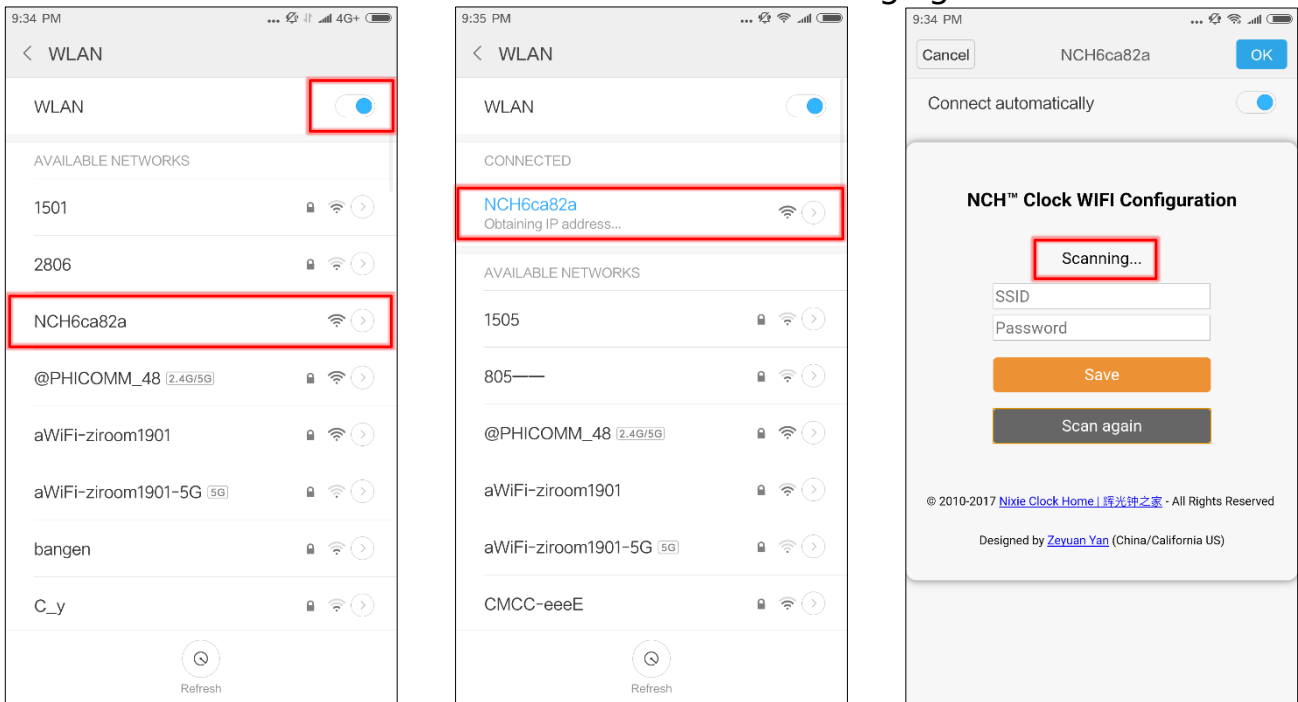 9:34 PM
... 4G+
WLAN
WLAN
AVAILABLE NETWORKS
1501
2806
NCH6ca82a
@PHICOMM_48 2.4G/5G
aWiFi-ziroom1901
aWiFi-ziroom1901-5G 5G
bangen
C_y
Refresh
9:35 PM
...
WLAN
WLAN
CONNECTED
NCH6ca82a
Obtaining IP address...
AVAILABLE NETWORKS
1505
805——
@PHICOMM_48 2.4G/5G
aWiFi-ziroom1901
aWiFi-ziroom1901-5G 5G
CMCC-eeeE
Refresh
9:34 PM
...
Cancel NCH6ca82a OK
Connect automatically
NCH™ Clock WIFI Configuration
Scanning...
SSID
Password
Save
Scan again
© 2010-2017 Nixie Clock Home | 辉光钟之家 - All Rights Reserved
Designed by Zeyuan Yan (China/California US)